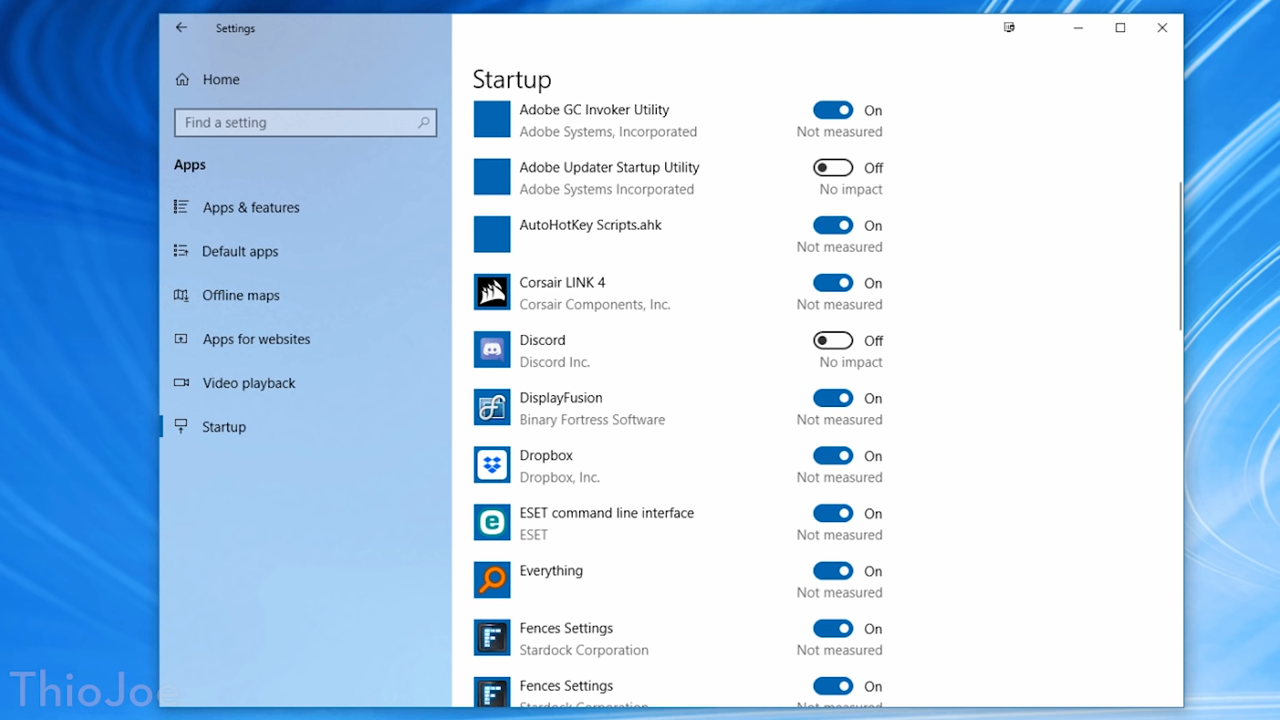 Settings
Home
Find a setting
Apps
Apps & features
Default apps
Offline maps
Apps for websites
Video playback
Startup
Startup
Adobe GC Invoker Utility
On
Adobe Systems, Incorporated
Not measured
Adobe Updater Startup Utility
Off
Adobe Systems Incorporated
No impact
AutoHotKey Scripts.ahk
On
Not measured
Corsair LINK 4
On
Corsair Components, Inc.
Not measured
Discord
Off
Discord Inc.
No impact
DisplayFusion
On
Binary Fortress Software
Not measured
Dropbox
On
Dropbox, Inc.
Not measured
ESET command line interface
On
ESET
Not measured
Everything
On
Not measured
Fences Settings
On
Stardock Corporation
Not measured
Fences Settings
On
Stardock Corporation
Not measured
ThioJoe